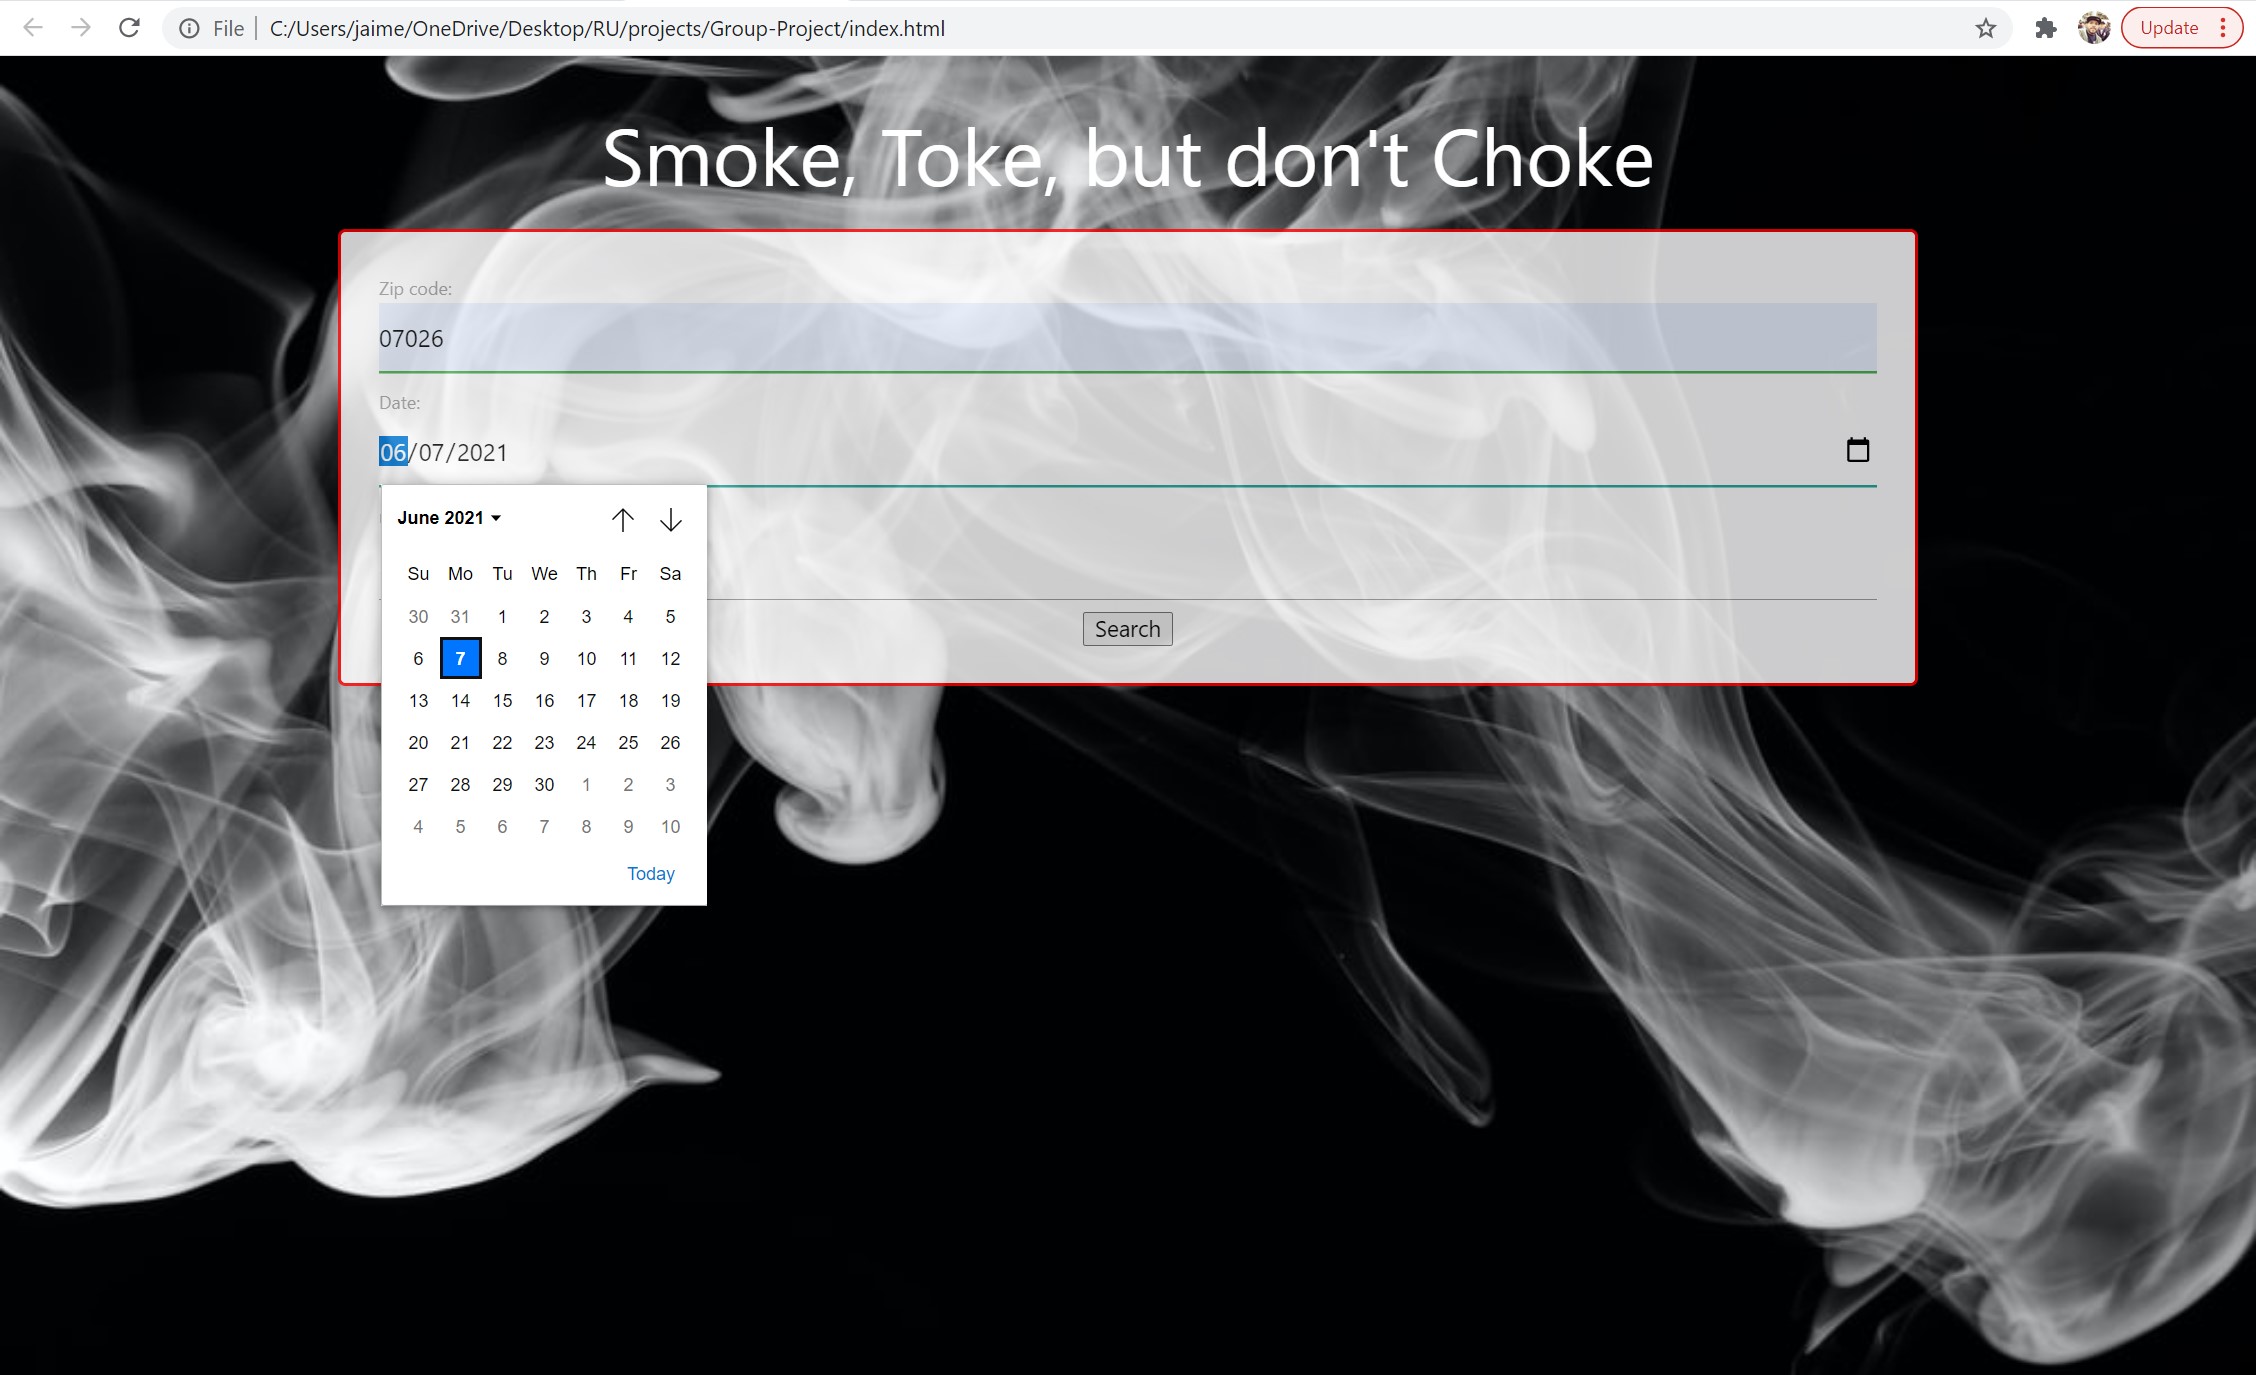 File | C:/Users/jaime/OneDrive/Desktop/RU/projects/Group-Project/index.html
Update
Smoke, Toke, but don't Choke
Zip code:
07026
Date:
06/07/2021
June 2021
Su Mo Tu We Th Fr Sa
30 31 1 2 3 4 5
6 7 8 9 10 11 12
13 14 15 16 17 18 19
20 21 22 23 24 25 26
27 28 29 30 1 2 3
4 5 6 7 8 9 10
Today
Search